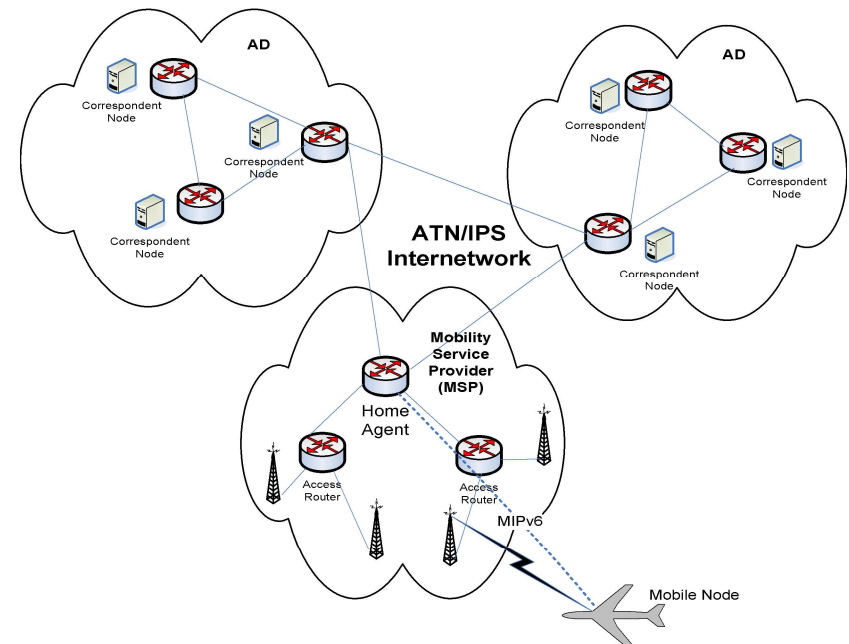 AD
AD
Correspondent
Node
Correspondent
Node
Correspondent
Node
Correspondent
Node
Correspondent
Node
Correspondent
Node
ATN/IPS
Internetwork
Mobility
Service
Provider
(MSP)
Home
Agent
Access
Router
Access
Router
MIPv6
Mobile Node